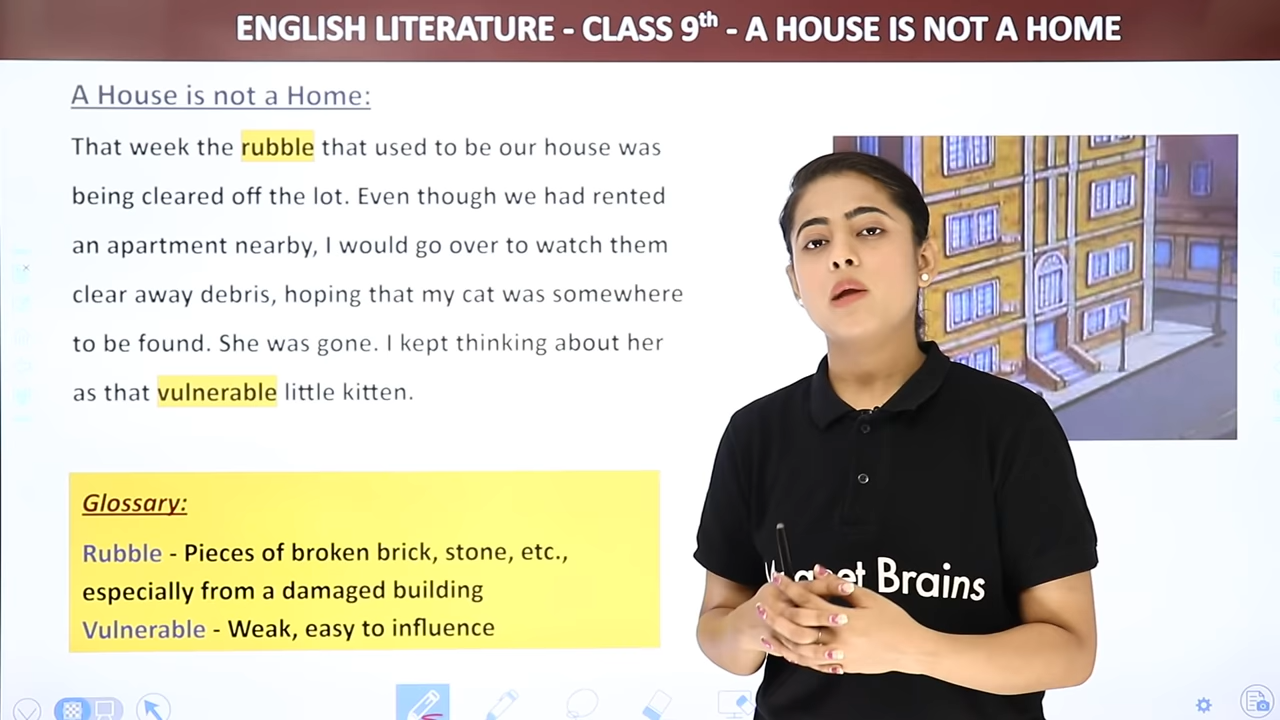 ENGLISH LITERATURE - CLASS 9th - A HOUSE IS NOT A HOME
A House is not a Home:
That week the rubble that used to be our house was
being cleared off the lot. Even though we had rented
an apartment nearby, I would go over to watch them
clear away debris, hoping that my cat was somewhere
to be found. She was gone. I kept thinking about her
as that vulnerable little kitten.
Glossary:
Rubble - Pieces of broken brick, stone, etc.,
especially from a damaged building
Vulnerable - Weak, easy to influence
Brains